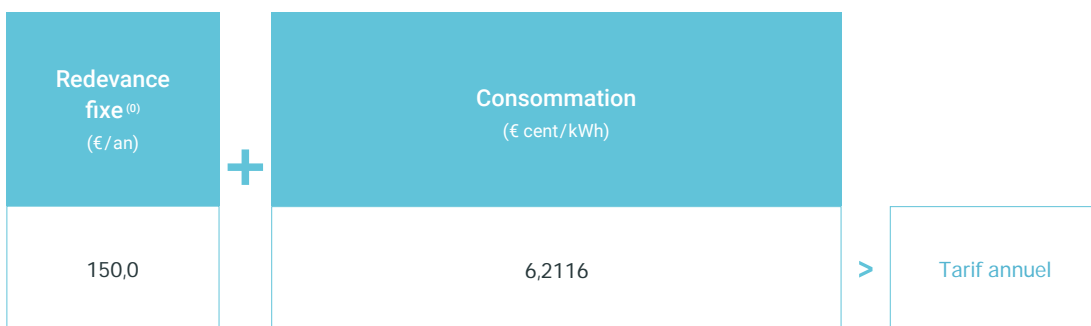 Redevance
fixe (0)
(€/an)
+
Consommation
(€ cent/kWh)
150,0
6,2116
>
Tarif annuel